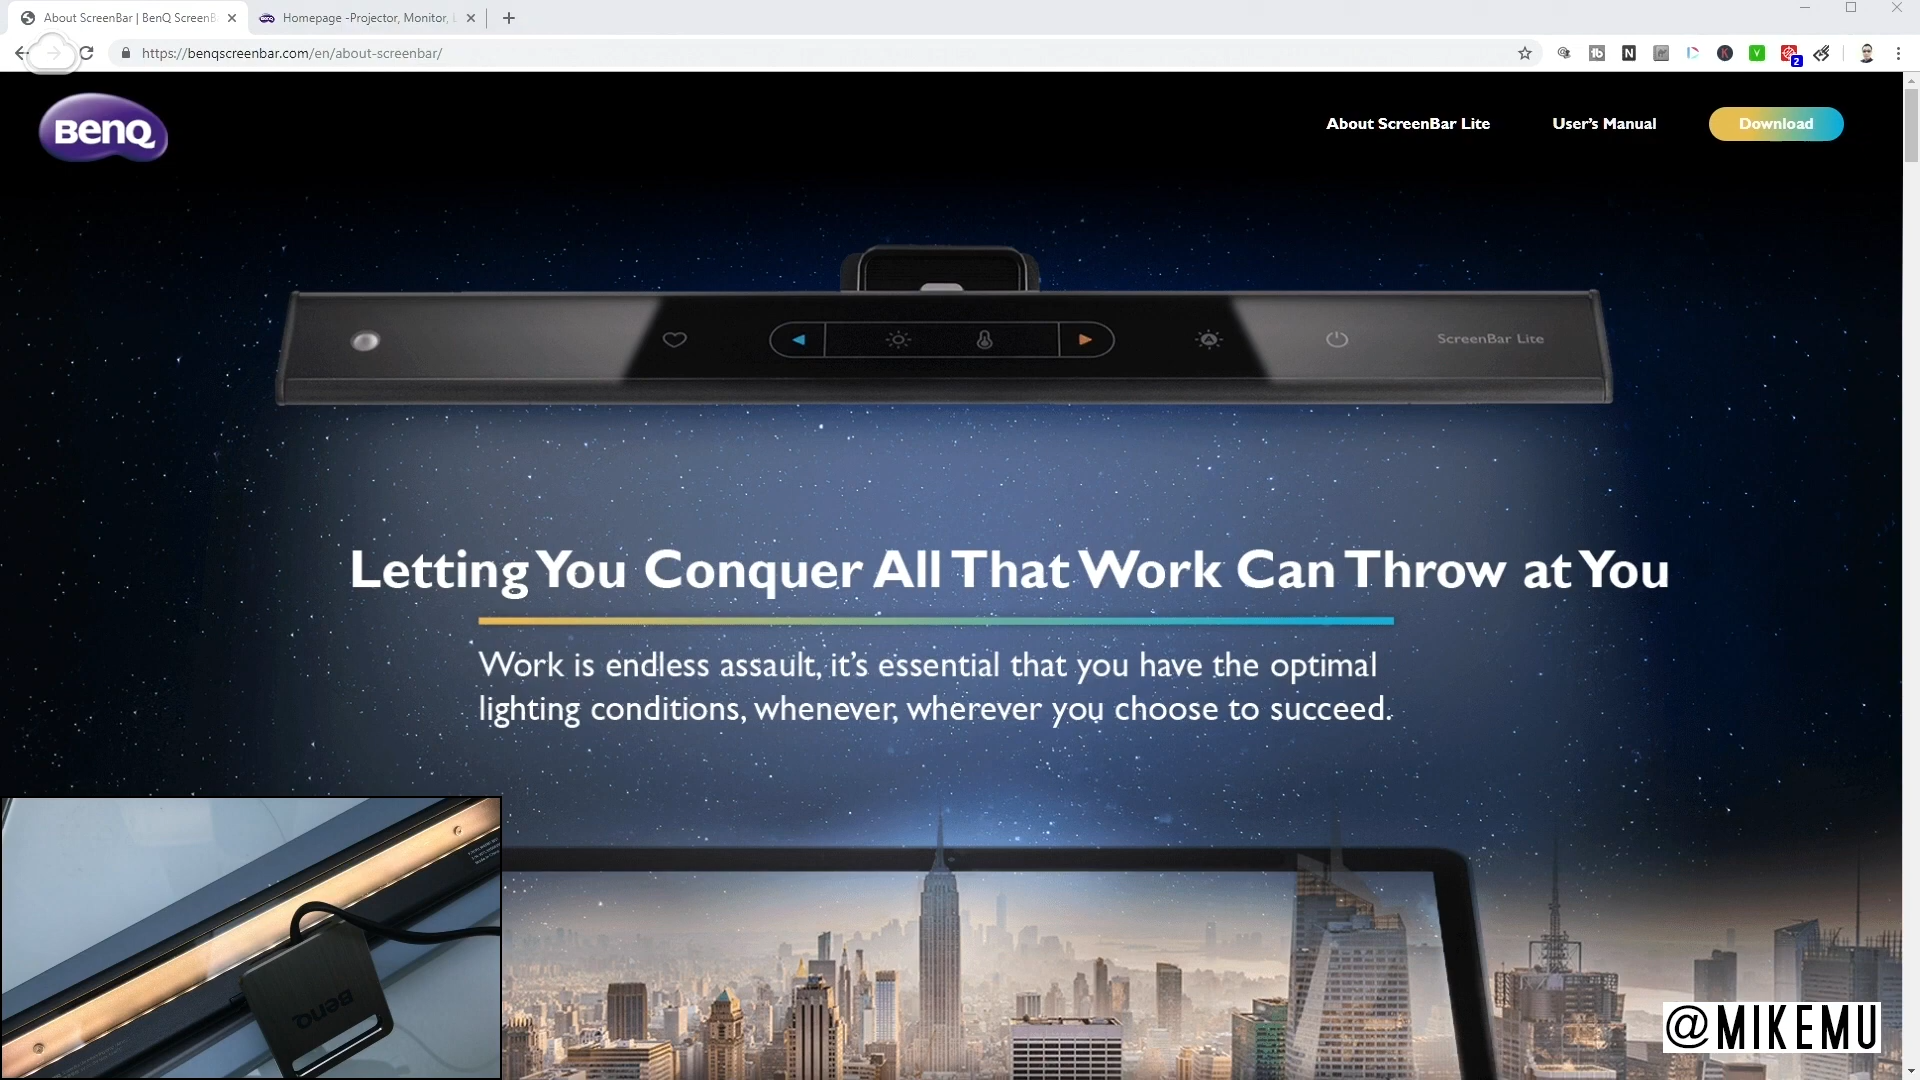 About ScreenBar | BenQ ScreenB
Homepage -Projector, Monitor, L
https://benqscreenbar.com/en/about-screenbar/
BenQ
About ScreenBar Lite
User's Manual
Download
ScreenBar Lite
Letting You Conquer All That Work Can Throw at You
Work is endless assault, it's essential that you have the optimal
lighting conditions, whenever, wherever you choose to succeed.
BenQ
@MIKEMU